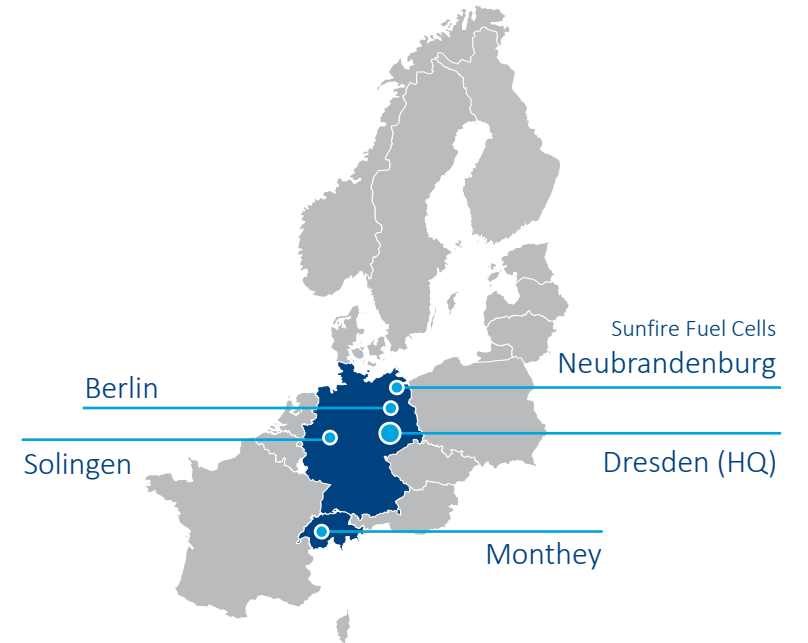 Sunfire Fuel Cells
Neubrandenburg
Berlin
Solingen
Dresden (HQ)
Monthey